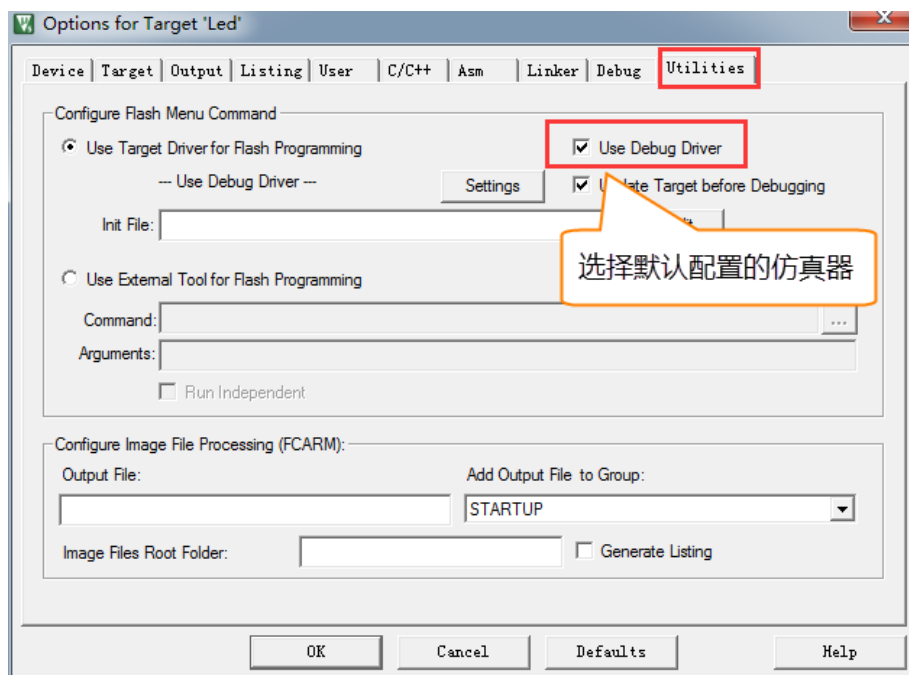 Options for Target 'Led'
Device Target Output Listing User C/C++ Asm Linker Debug Utilities
Configure Flash Menu Command
Use Target Driver for Flash Programming
Use Debug Driver
--- Use Debug Driver ---
Settings
Target before Debugging
Init File:
选择默认配置的仿真器
Use External Tool for Flash Programming
Command:
...
Arguments:
Run Independent
Configure Image File Processing (FCARM):
Output File:
Add Output File to Group:
STARTUP
Image Files Root Folder:
Generate Listing
OK Cancel Defaults Help